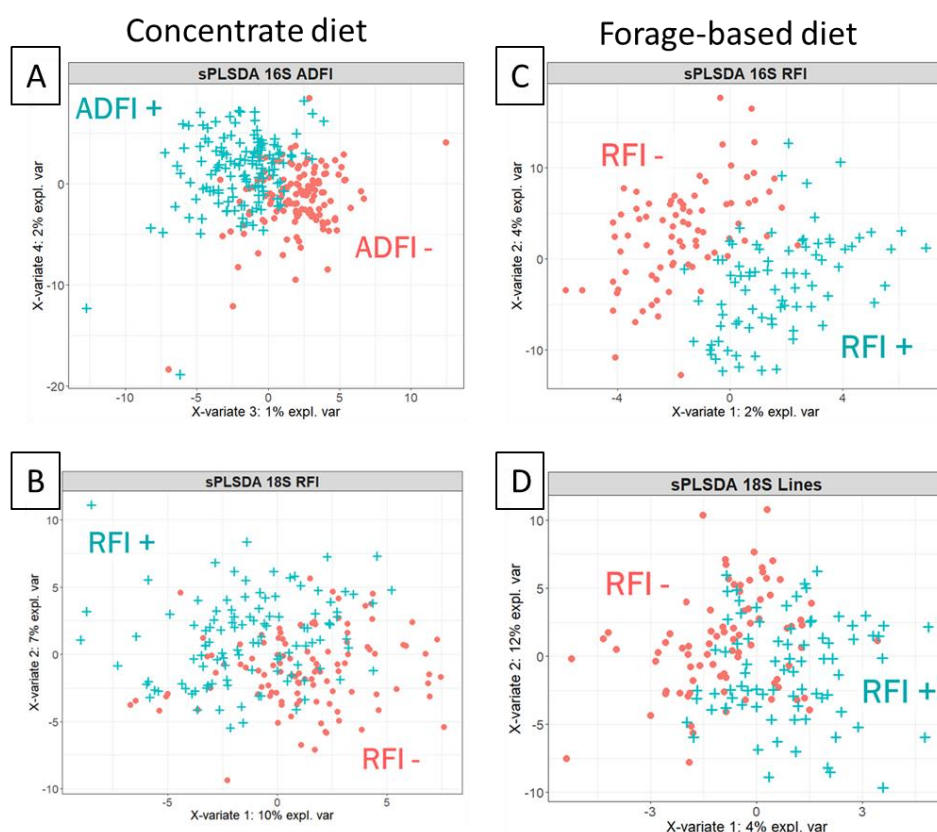 Concentrate diet
Forage-based diet
A
sPLSDA 16S ADFI
ADFI +
ADFI -
0
-10
-20
-10
-5
0
5
10
X-variate 4: 2% expl. var
X-variate 3: 1% expl. var
C
sPLSDA 16S RFI
RFI -
RFI +
10
0
-10
-4
0
4
X-variate 2: 4% expl. var
X-variate 1: 2% expl. var
B
sPLSDA 18S RFI
RFI +
RFI -
10
5
0
-5
-10
-5
0
5
X-variate 2: 7% expl. var
X-variate 1: 10% expl. var
D
sPLSDA 18S Lines
RFI -
RFI +
10
5
0
-5
-10
-3
0
3
X-variate 2: 12% expl. var
X-variate 1: 4% expl. var